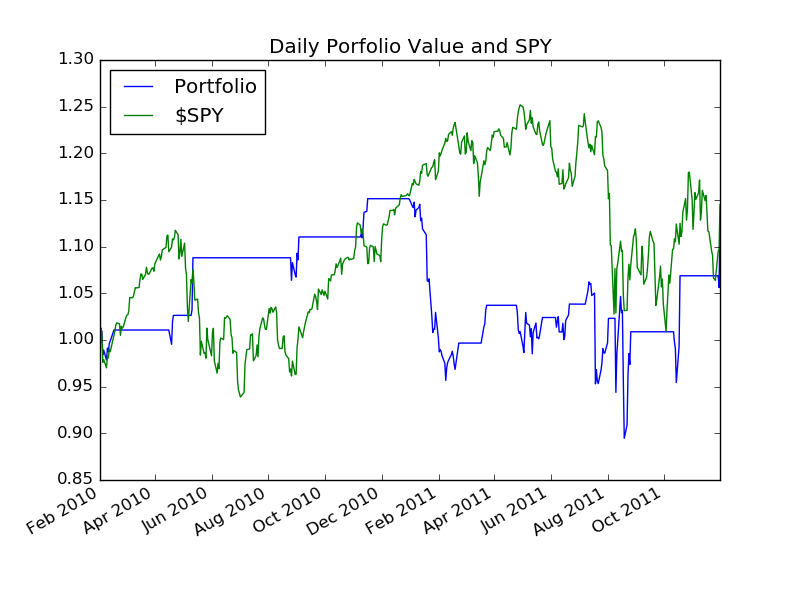 Daily Porfolio Value and SPY
1.30
1.25
1.20
1.15
1.10
1.05
1.00
0.95
0.90
0.85
Portfolio
$SPY
Feb 2010
Apr 2010
Jun 2010
Aug 2010
Oct 2010
Dec 2010
Feb 2011
Apr 2011
Jun 2011
Aug 2011
Oct 2011